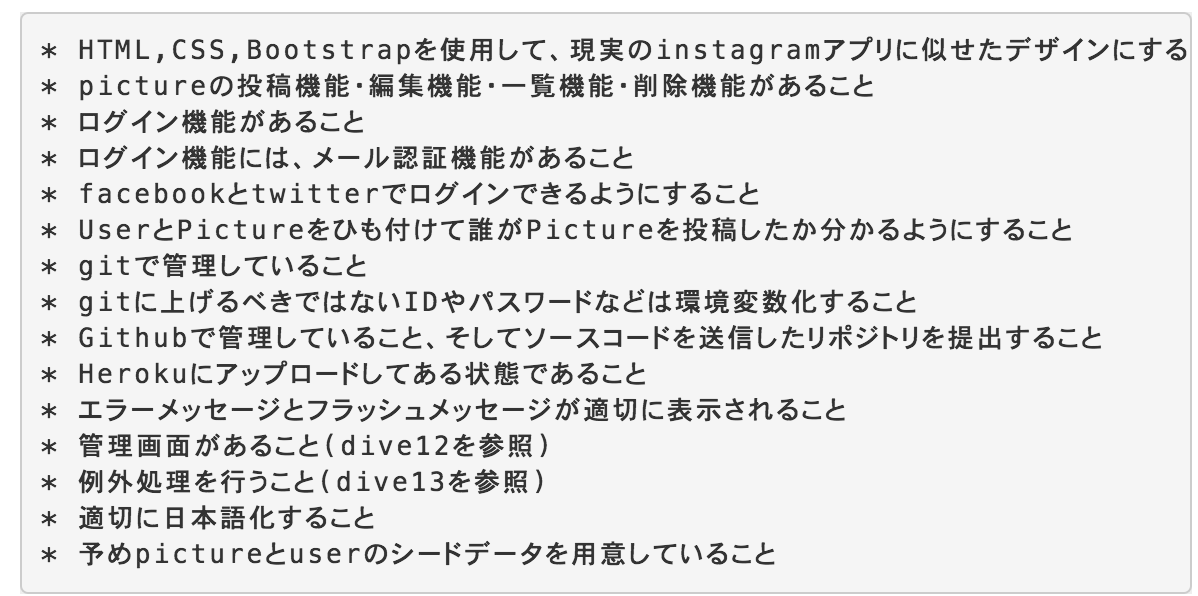 * HTML,CSS,Bootstrapを使用して、現実のinstagramアプリに似せたデザインにする
* pictureの投稿機能・編集機能・一覧機能・削除機能があること
* ログイン機能があること
* ログイン機能には、メール認証機能があること
* facebookとtwitterでログインできるようにすること
* UserとPictureをひも付けて誰がPictureを投稿したか分かるようにすること
* gitで管理していること
* gitに上げるべきではないIDやパスワードなどは環境変数化すること
* Githubで管理していること、そしてソースコードを送信したリポジトリを提出すること
* Herokuにアップロードしてある状態であること
* エラーメッセージとフラッシュメッセージが適切に表示されること
* 管理画面があること(dive12を参照)
* 例外処理を行うこと(dive13を参照)
* 適切に日本語化すること
* 予めpictureとuserのシードデータを用意していること